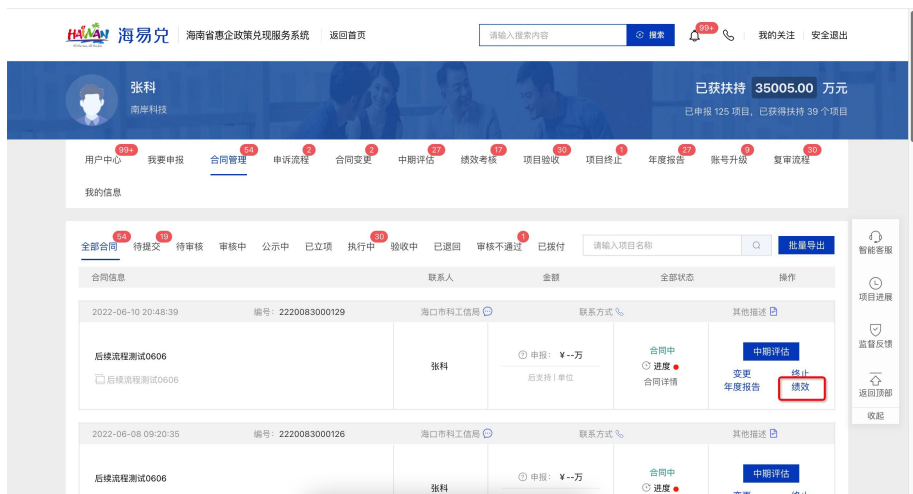 HAINAN 海易兑 海南省惠企政策兑现服务系统 返回首页 请输入搜索内容 搜索 99+ 我的关注 安全退出
张科
南岸科技
已获扶持 35005.00 万元
已申报 125 项目，已获得扶持 39 个项目
99+ 54 2 2 27 17 30 1 27 9 30
用户中心 我要申报 合同管理 申诉流程 合同变更 中期评估 绩效考核 项目验收 项目终止 年度报告 账号升级 复审流程
我的信息
54 19 30 1
全部合同 待提交 待审核 审核中 公示中 已立项 执行中 验收中 已退回 审核不通过 已拨付 请输入项目名称 批量导出
合同信息 联系人 金额 全部状态 操作
2022-06-10 20:48:39 编号：2220083000129 海口市科工信局 联系方式 其他描述
后续流程测试0606
后续流程测试0606
张科
申报： ¥ --万
后支持 | 单位
合同中
进度
合同详情
中期评估
变更 终止
年度报告 绩效
2022-06-08 09:20:35 编号：2220083000126 海口市科工信局 联系方式 其他描述
后续流程测试0606
张科
申报： ¥ --万
合同中
进度
中期评估
变更 终止
智能客服
项目进展
监督反馈
返回顶部
收起